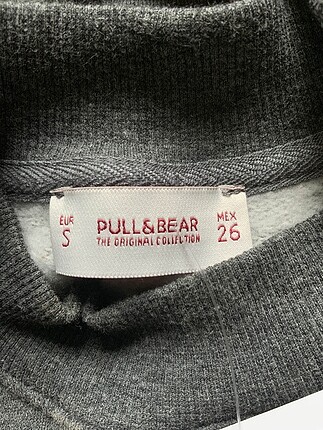 EUR
S
PULL&BEAR
THE ORIGINAL COLLECTION
MEX
26